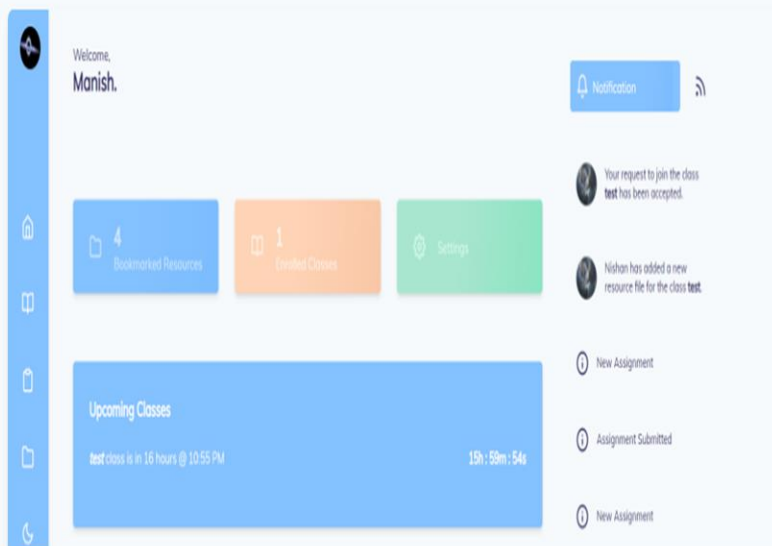 Welcome,
Manish.
Notification
Your request to join the class
test has been accepted.
Nishan has added a new
resource file for the class test.
New Assignment
Assignment Submitted
New Assignment
4
Bookmarked Resources
1
Enrolled Classes
Settings
Upcoming Classes
test class is in 16 hours @ 10:55 PM
15h : 59m : 54s